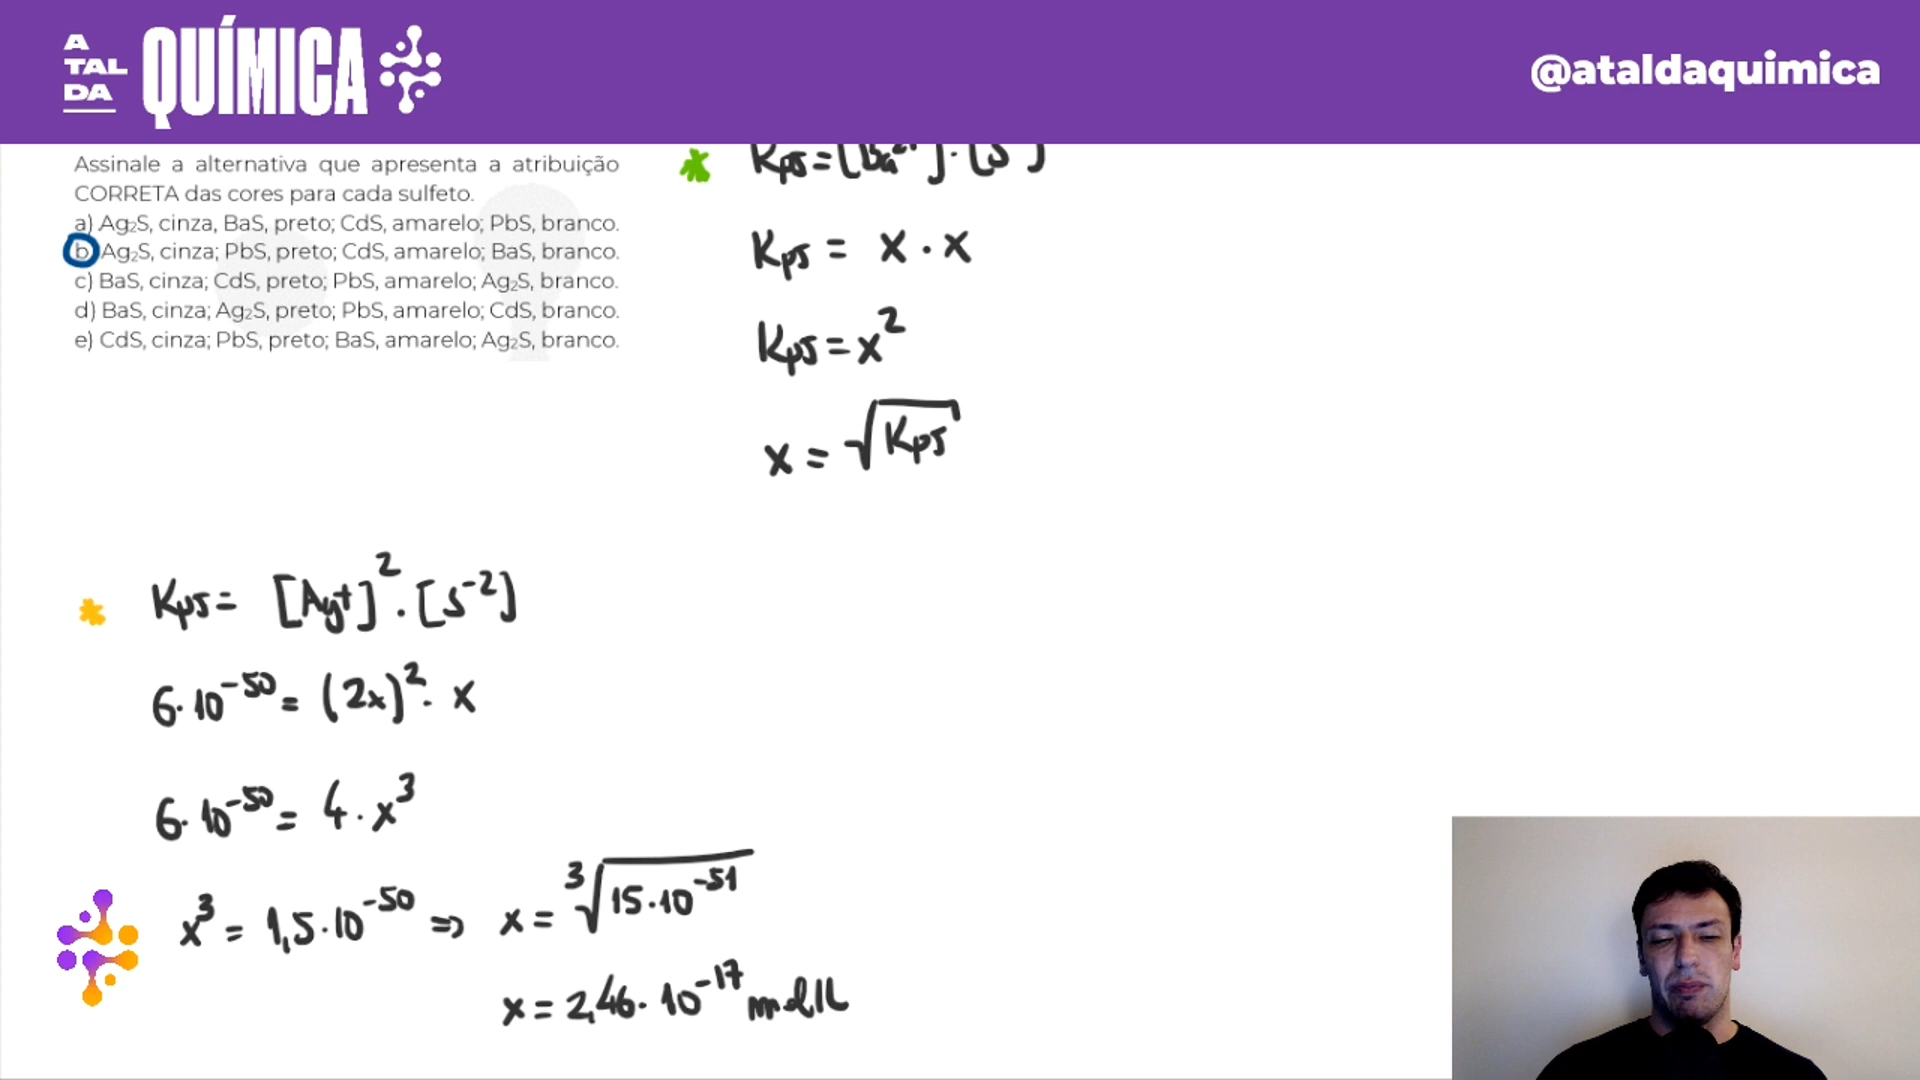 A
TAL
DA
QUÍMICA
@ataldaquimica
Assinale a alternativa que apresenta a atribuição
CORRETA das cores para cada sulfeto.
a) Ag₂S, cinza, BaS, preto; CdS, amarelo; PbS, branco.
b) Ag₂S, cinza; PbS, preto; CdS, amarelo; BaS, branco.
c) BaS, cinza; CdS, preto; PbS, amarelo; Ag₂S, branco.
d) BaS, cinza; Ag₂S, preto; PbS, amarelo; CdS, branco.
e) CdS, cinza; PbS, preto; BaS, amarelo; Ag₂S, branco.
Kps = x · x
Kps = x²
x = √Kps
Kps = [Ag⁺]² · [S⁻²]
6 · 10⁻⁵⁰ = (2x)² · x
6 · 10⁻⁵⁰ = 4 · x³
x³ = 1,5 · 10⁻⁵⁰ ⇒ x = ³√15 · 10⁻⁵¹
x = 2,46 · 10⁻¹⁷ mol/L